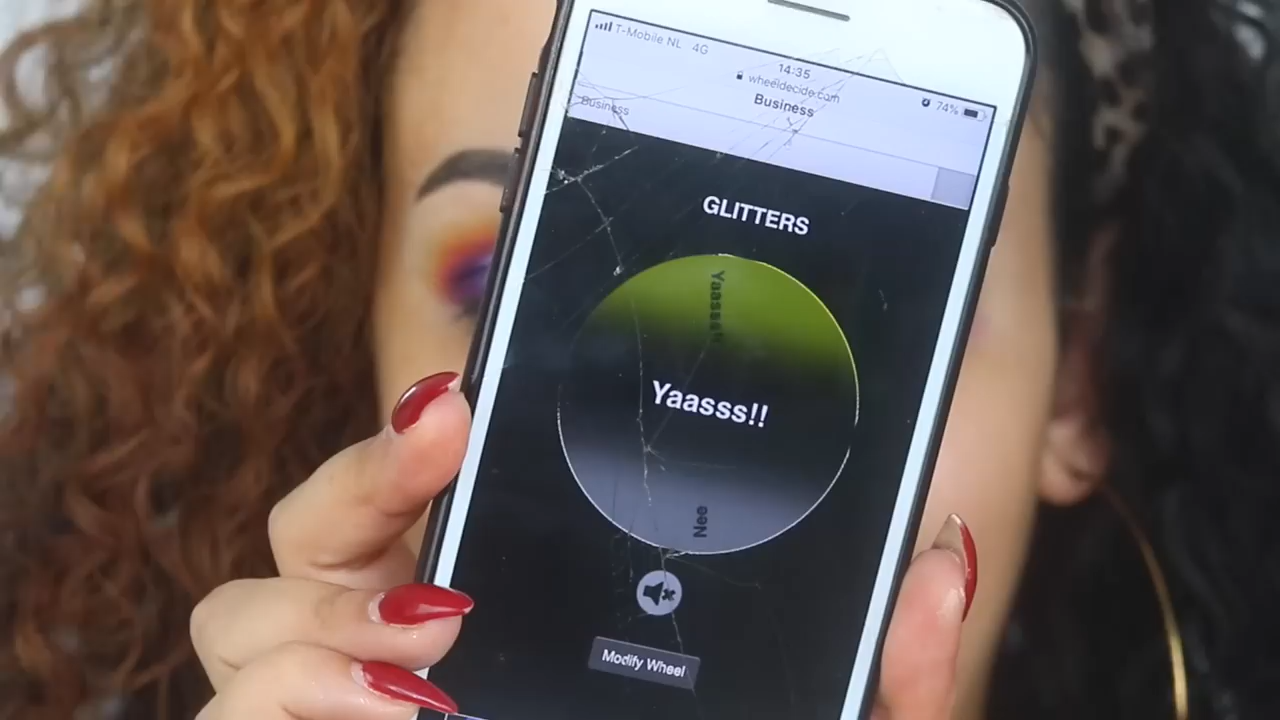 T-Mobile NL 4G
14:35
74%
wheeldecide.com
Business
Business
GLITTERS
Yaasss!!
Yaasss!!
Nee
Modify Wheel